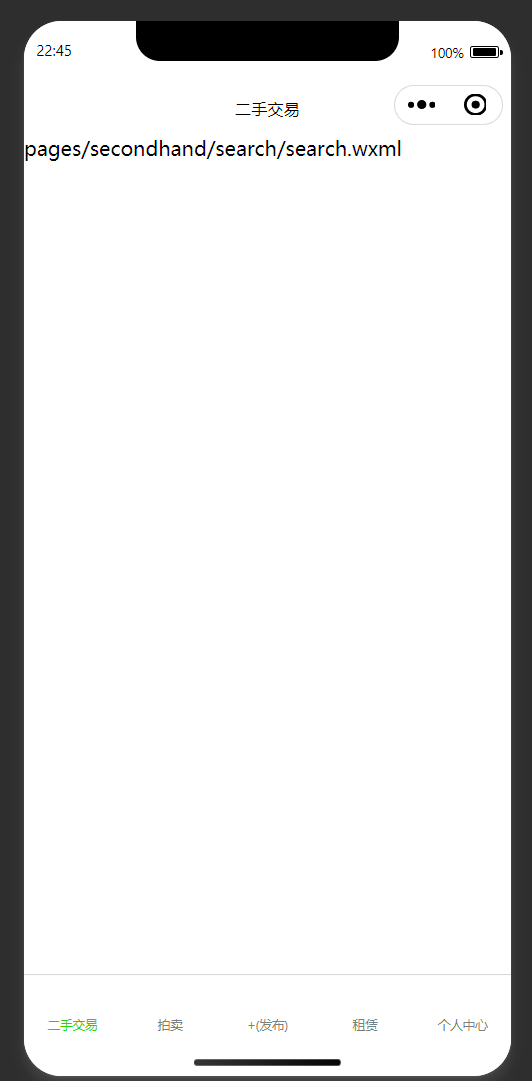 22:45
100%
二手交易
pages/secondhand/search/search.wxml
二手交易 拍卖 +(发布) 租赁 个人中心